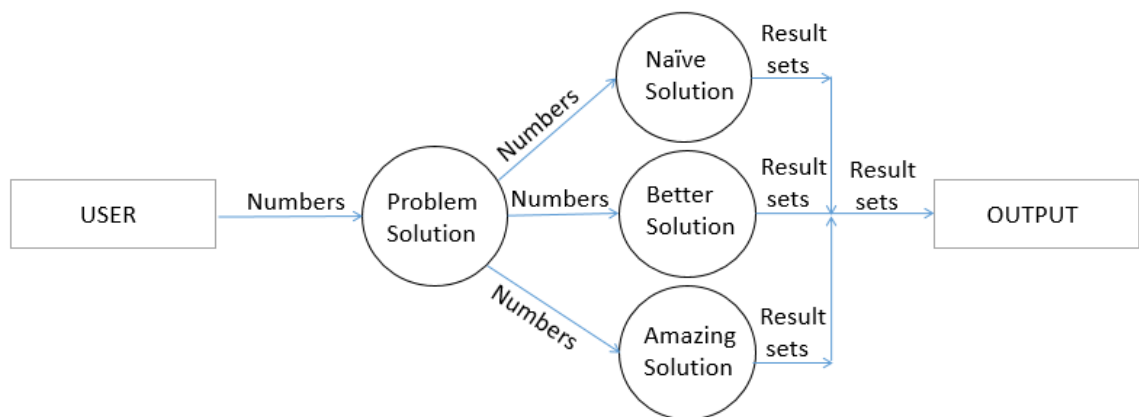 USER
Numbers
Problem
Solution
Numbers
Numbers
Numbers
Naïve
Solution
Better
Solution
Amazing
Solution
Result
sets
Result
sets
Result
sets
Result
sets
OUTPUT